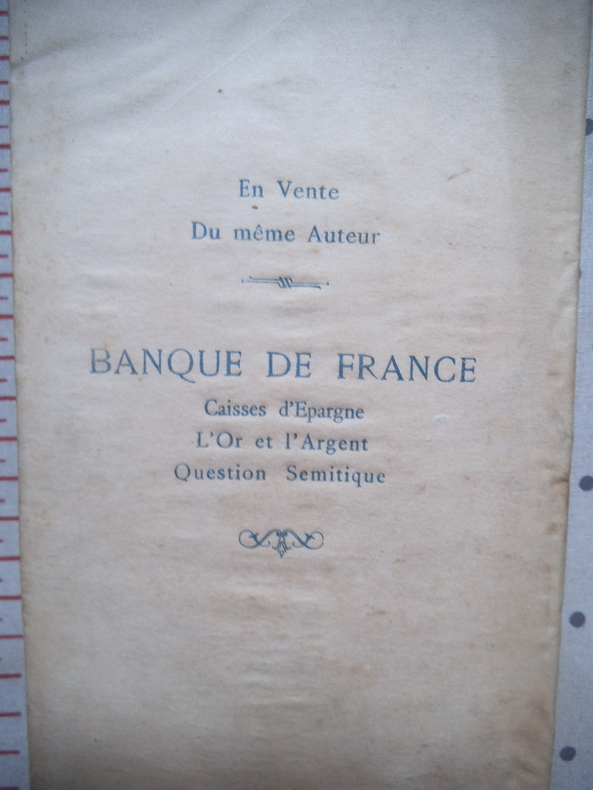 En Vente
Du même Auteur
BANQUE DE FRANCE
Caisses d'Epargne
L'Or et l'Argent
Question Semitique